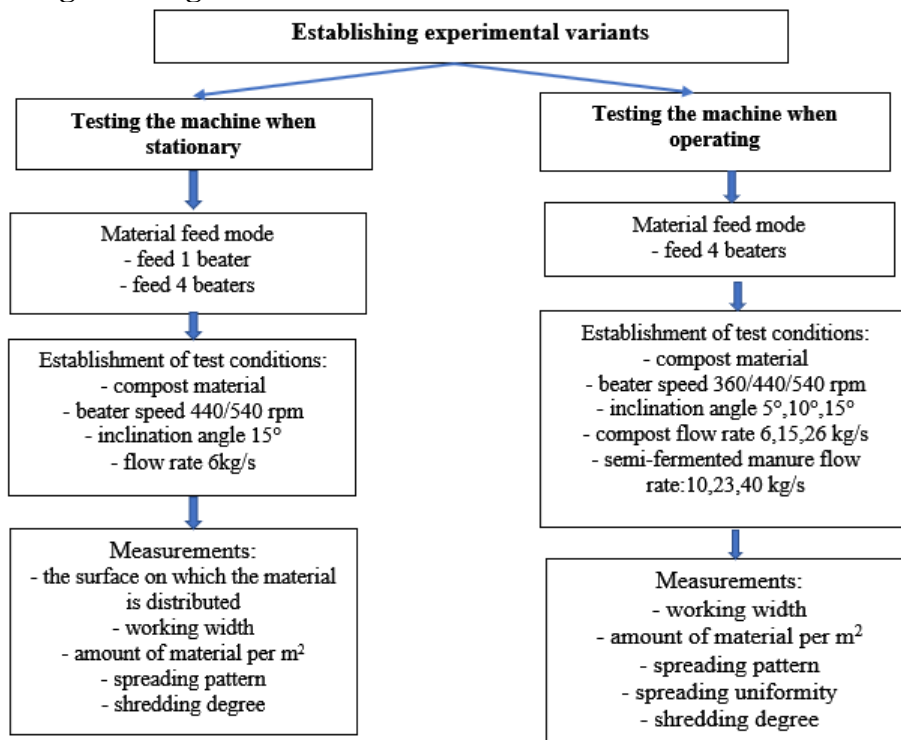 Establishing experimental variants
Testing the machine when
stationary
Material feed mode
- feed 1 beater
- feed 4 beaters
Establishment of test conditions:
- compost material
- beater speed 440/540 rpm
- inclination angle 15°
- flow rate 6kg/s
Measurements:
- the surface on which the material
is distributed
- working width
- amount of material per m²
- spreading pattern
- shredding degree
Testing the machine when
operating
Material feed mode
- feed 4 beaters
Establishment of test conditions:
- compost material
- beater speed 360/440/540 rpm
- inclination angle 5°,10°,15°
- compost flow rate 6,15,26 kg/s
- semi-fermented manure flow
rate:10,23,40 kg/s
Measurements:
- working width
- amount of material per m²
- spreading pattern
- spreading uniformity
- shredding degree